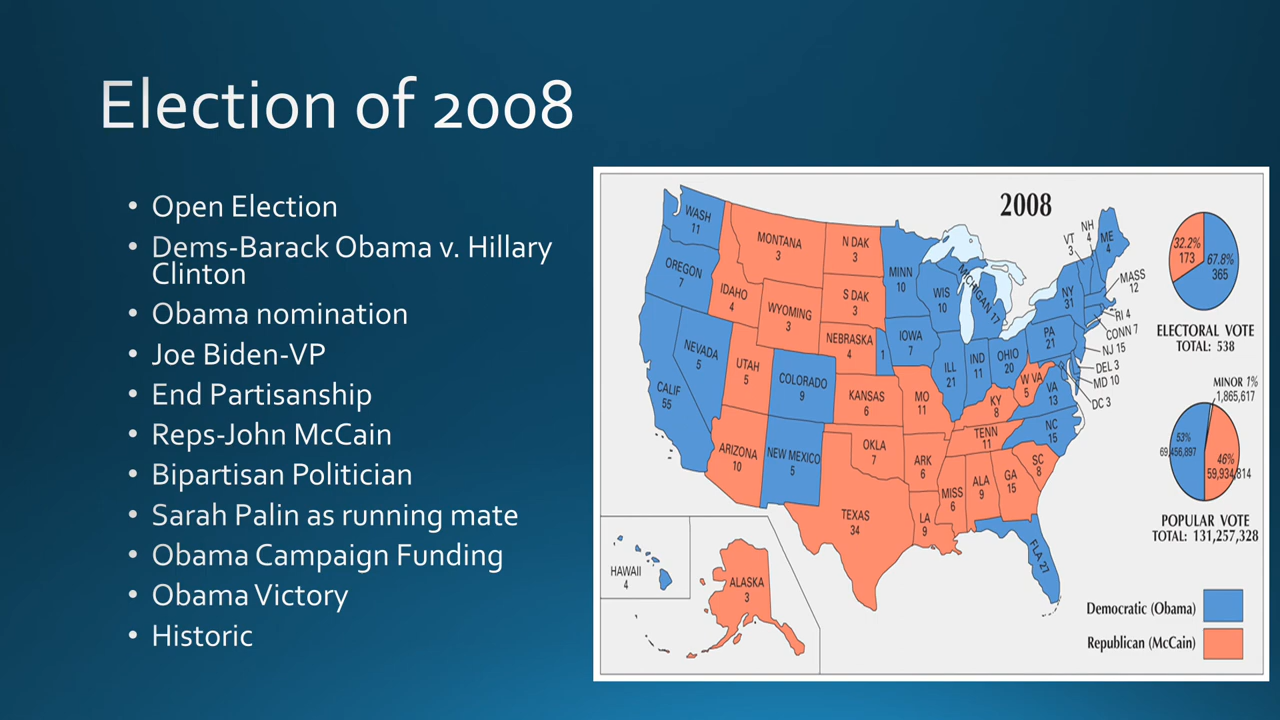 Election of 2008
• Open Election
• Dems-Barack Obama v. Hillary
Clinton
• Obama nomination
• Joe Biden-VP
• End Partisanship
• Reps-John McCain
• Bipartisan Politician
• Sarah Palin as running mate
• Obama Campaign Funding
• Obama Victory
• Historic
2008
WASH
11
OREGON
7
CALIF
55
NEVADA
5
IDAHO
4
MONTANA
3
WYOMING
3
UTAH
5
ARIZONA
10
COLORADO
9
NEW MEXICO
5
N DAK
3
S DAK
3
NEBRASKA
4
1
KANSAS
6
OKLA
7
TEXAS
34
MINN
10
IOWA
7
MO
11
ARK
6
LA
9
WIS
10
ILL
21
MICHIGAN 17
IND
11
OHIO
20
KY
8
TENN
11
MISS
6
ALA
9
GA
15
FLA 27
SC
8
NC
15
VA
13
W VA
5
PA
21
NY
31
VT
3
NH
4
ME
4
MASS
12
RI 4
CONN 7
NJ 15
DEL 3
MD 10
DC 3
HAWAII
4
ALASKA
3
32.2%
173
67.8%
365
ELECTORAL VOTE
TOTAL: 538
MINOR 1%
1,865,617
53%
69,456,897
46%
59,934,814
POPULAR VOTE
TOTAL: 131,257,328
Democratic (Obama)
Republican (McCain)